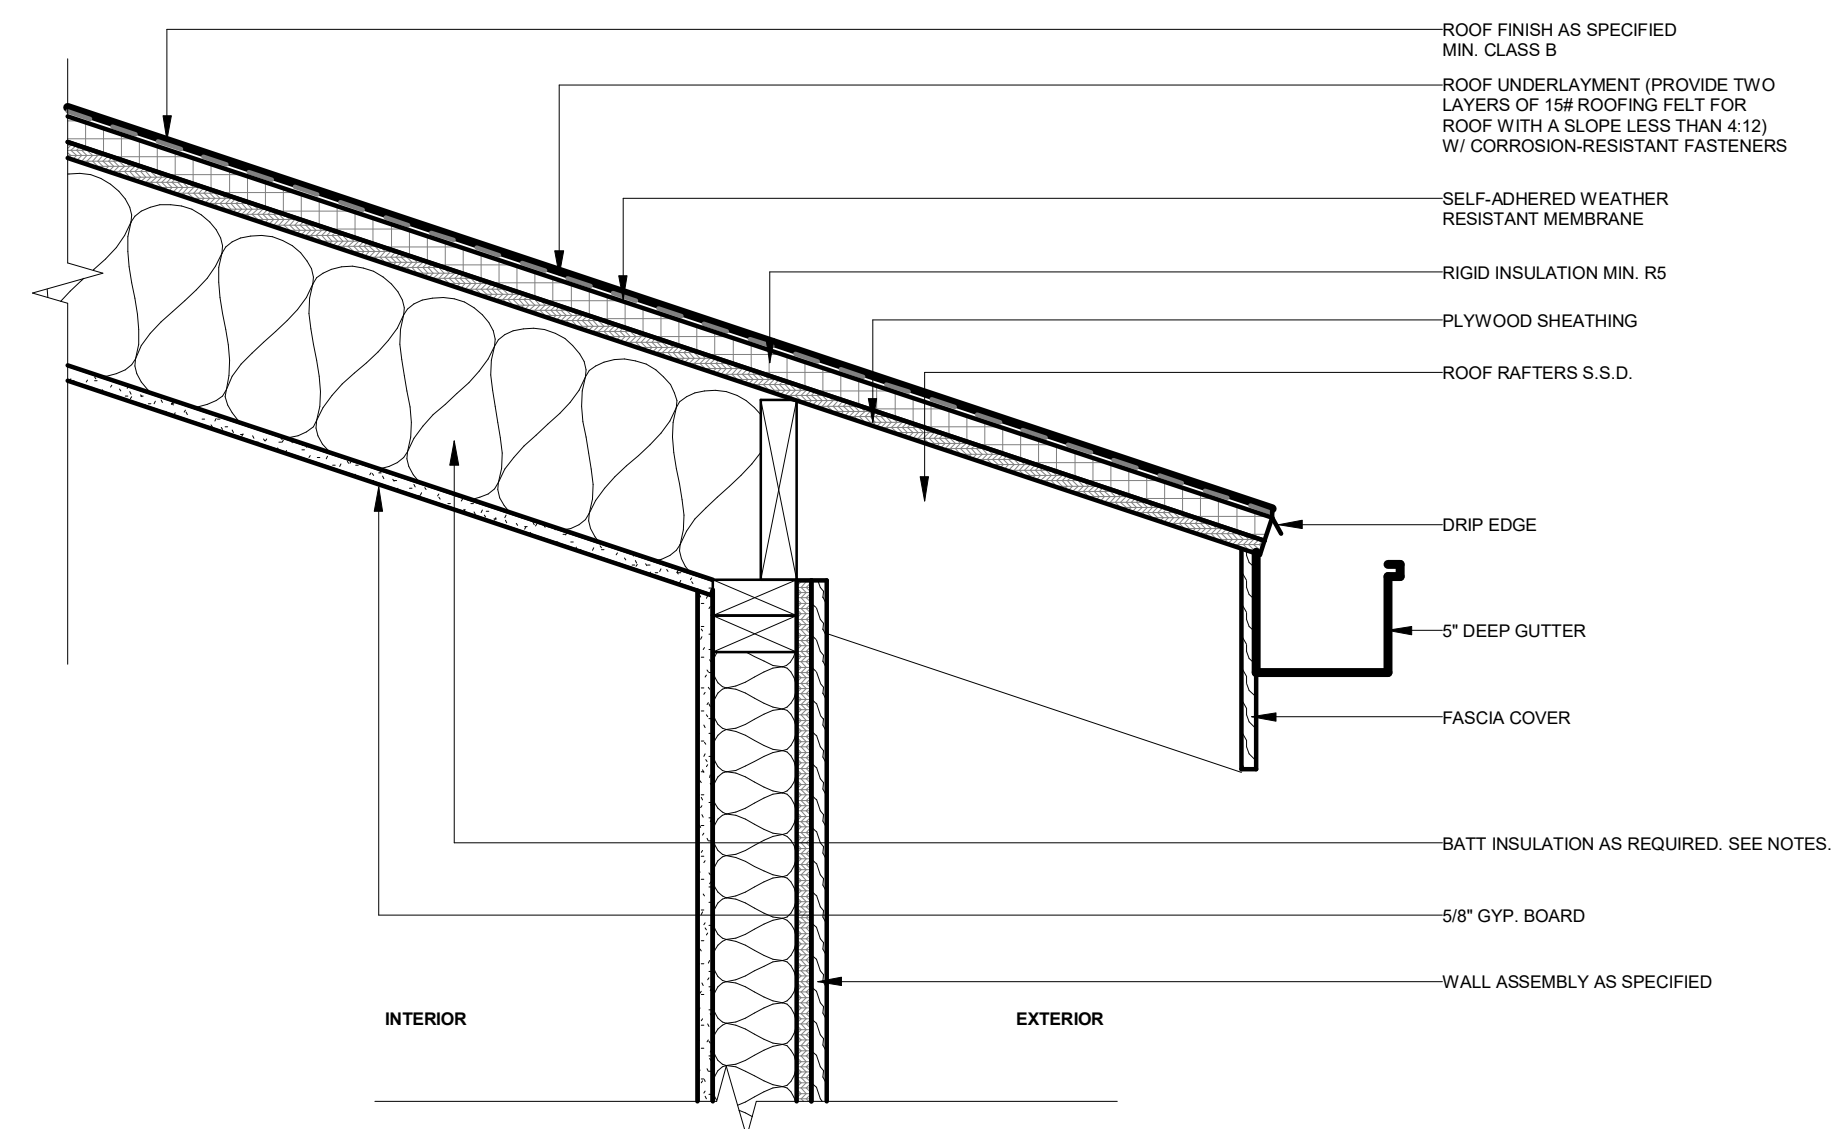 ROOF FINISH AS SPECIFIED
MIN. CLASS B
ROOF UNDERLAYMENT (PROVIDE TWO
LAYERS OF 15# ROOFING FELT FOR
ROOF WITH A SLOPE LESS THAN 4:12)
W/ CORROSION-RESISTANT FASTENERS
SELF-ADHERED WEATHER
RESISTANT MEMBRANE
RIGID INSULATION MIN. R5
PLYWOOD SHEATHING
ROOF RAFTERS S.S.D.
DRIP EDGE
5" DEEP GUTTER
FASCIA COVER
BATT INSULATION AS REQUIRED. SEE NOTES.
5/8" GYP. BOARD
WALL ASSEMBLY AS SPECIFIED
INTERIOR
EXTERIOR